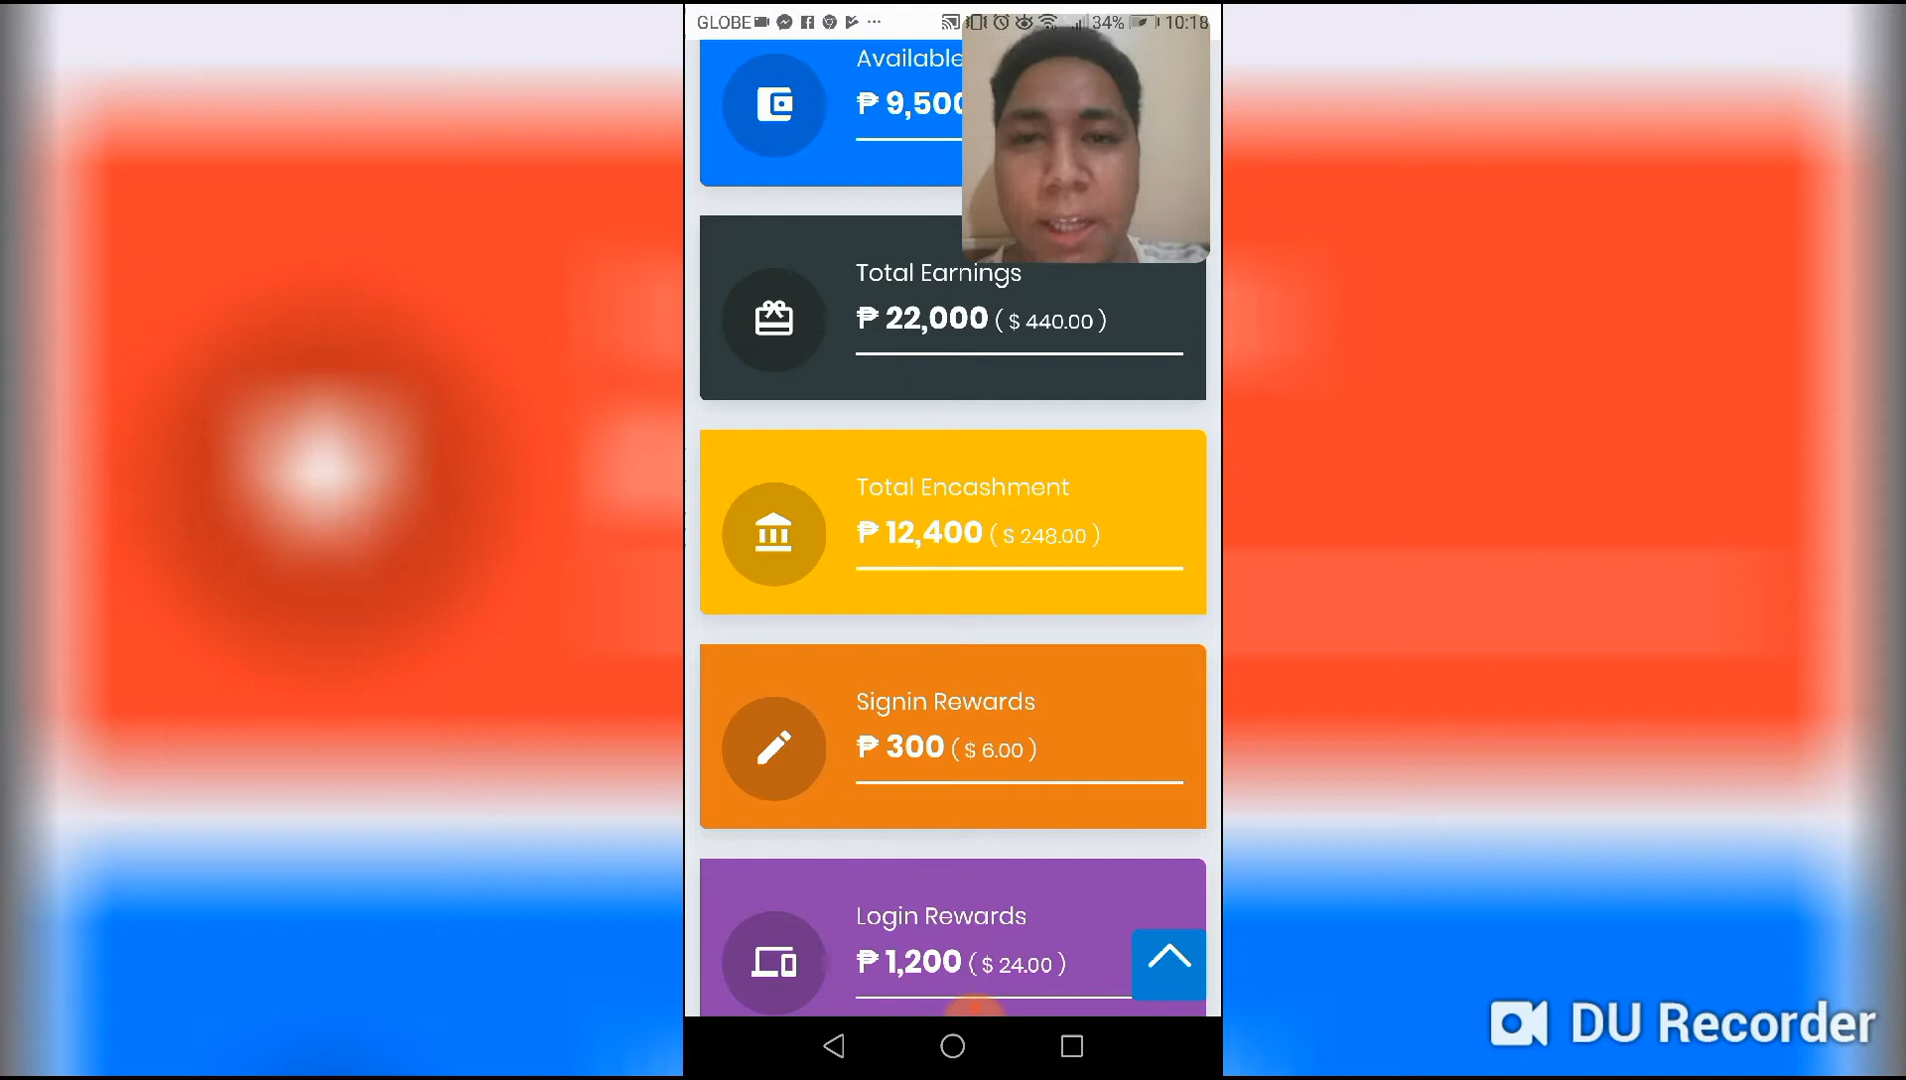 GLOBE ... 34% 10:18
Available
₱ 9,500
Total Earnings
₱ 22,000 ( $ 440.00 )
Total Encashment
₱ 12,400 ( $ 248.00 )
Signin Rewards
₱ 300 ( $ 6.00 )
Login Rewards
₱ 1,200 ( $ 24.00 )
DU Recorder